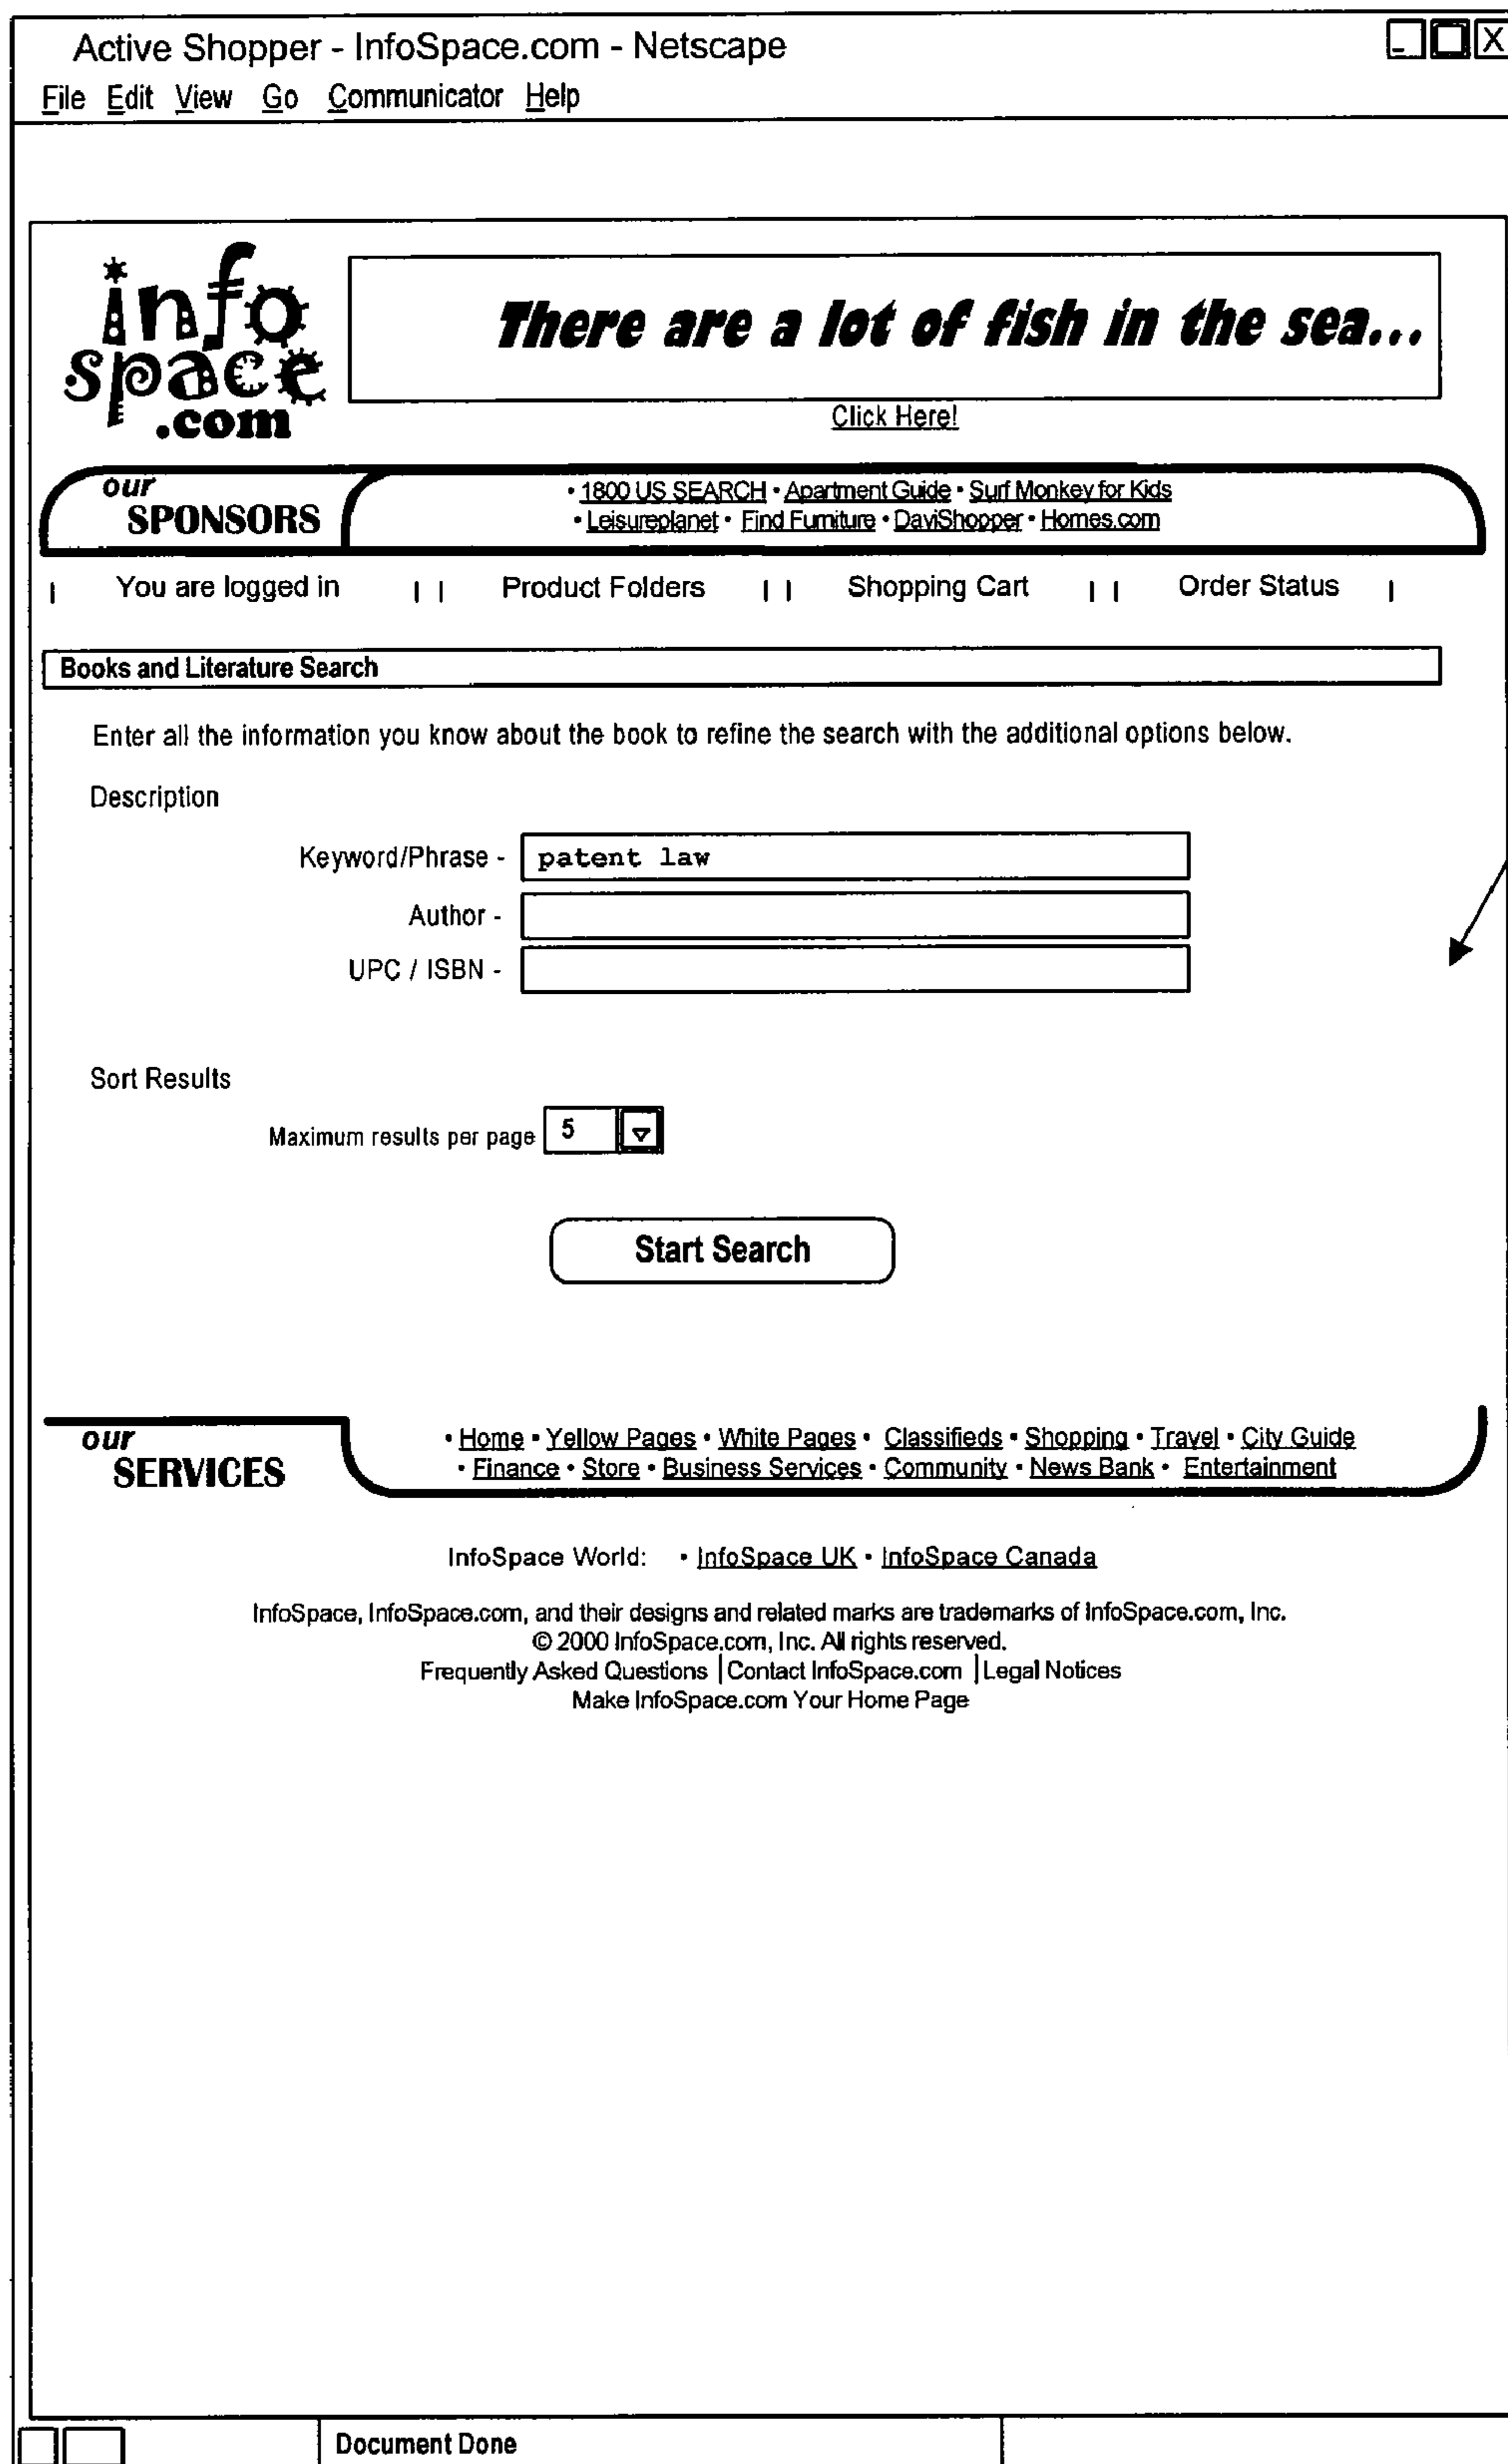 Active Shopper - InfoSpace.com - Netscape
File Edit View Go Communicator Help
info
space
.com
There are a lot of fish in the sea...
Click Here!
our
SPONSORS
• 1800 US SEARCH • Apartment Guide • Surf Monkey for Kids
• Leisureplanet • Find Furniture • DaviShopper • Homes.com
| You are logged in | | Product Folders | | Shopping Cart | | Order Status |
Books and Literature Search
Enter all the information you know about the book to refine the search with the additional options below.
Description
Keyword/Phrase - patent law
Author -
UPC / ISBN -
Sort Results
Maximum results per page 5
Start Search
our
SERVICES
• Home • Yellow Pages • White Pages • Classifieds • Shopping • Travel • City Guide
• Finance • Store • Business Services • Community • News Bank • Entertainment
InfoSpace World: • InfoSpace UK • InfoSpace Canada
InfoSpace, InfoSpace.com, and their designs and related marks are trademarks of InfoSpace.com, Inc.
© 2000 InfoSpace.com, Inc. All rights reserved.
Frequently Asked Questions | Contact InfoSpace.com | Legal Notices
Make InfoSpace.com Your Home Page
Document Done